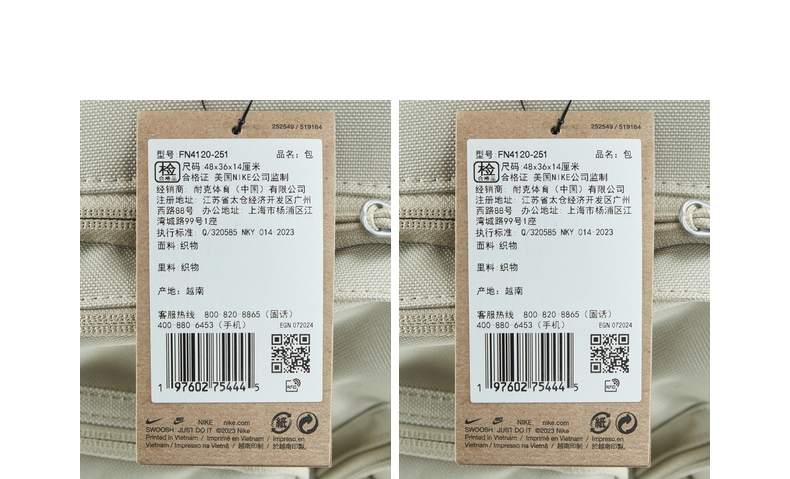 252549 / 519164
型号:FN4120-251
品名: 包
检
合格品
尺码:48x36x14厘米
合格证 美国NIKE公司监制
经销商: 耐克体育（中国）有限公司
注册地址: 江苏省太仓经济开发区广州
西路88号 办公地址: 上海市杨浦区江
湾城路99号1座
执行标准 Q/320585 NKY 014-2023
面料:织物
里料:织物
产地: 越南
客服热线 800-820-8865（固话）
400-880-6453（手机）
EGN 072024
1 97602 75444 5
RFID
NIKE nike.com
SWOOSH. JUST DO IT. ©2023 Nike
Printed in Vietnam / Imprimé en Vietnam / Impreso en
Vietnam / Impresso na Vietnã / 越南印製 / 於越南印製。
紙
252549 / 519164
型号:FN4120-251
品名: 包
检
合格品
尺码:48x36x14厘米
合格证 美国NIKE公司监制
经销商: 耐克体育（中国）有限公司
注册地址: 江苏省太仓经济开发区广州
西路88号 办公地址: 上海市杨浦区江
湾城路99号1座
执行标准 Q/320585 NKY 014-2023
面料:织物
里料:织物
产地: 越南
客服热线 800-820-8865（固话）
400-880-6453（手机）
EGN 072024
1 97602 75444 5
RFID
NIKE nike.com
SWOOSH. JUST DO IT. ©2023 Nike
Printed in Vietnam / Imprimé en Vietnam / Impreso en
Vietnam / Impresso na Vietnã / 越南印製 / 於越南印製。
紙